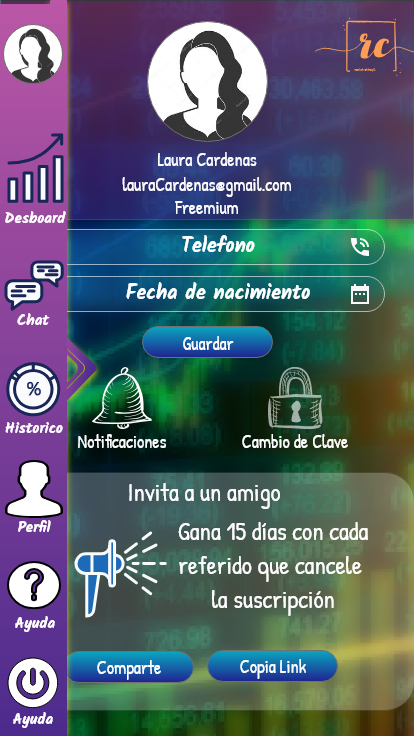 rc
Laura Cardenas
lauraCardenas@gmail.com
Freemium
Telefono
Fecha de nacimiento
Guardar
Notificaciones
Cambio de Clave
Invita a un amigo
Gana 15 días con cada
referido que cancele
la suscripción
Comparte
Copia Link
Desboard
Chat
%
Historico
Perfil
?
Ayuda
Ayuda